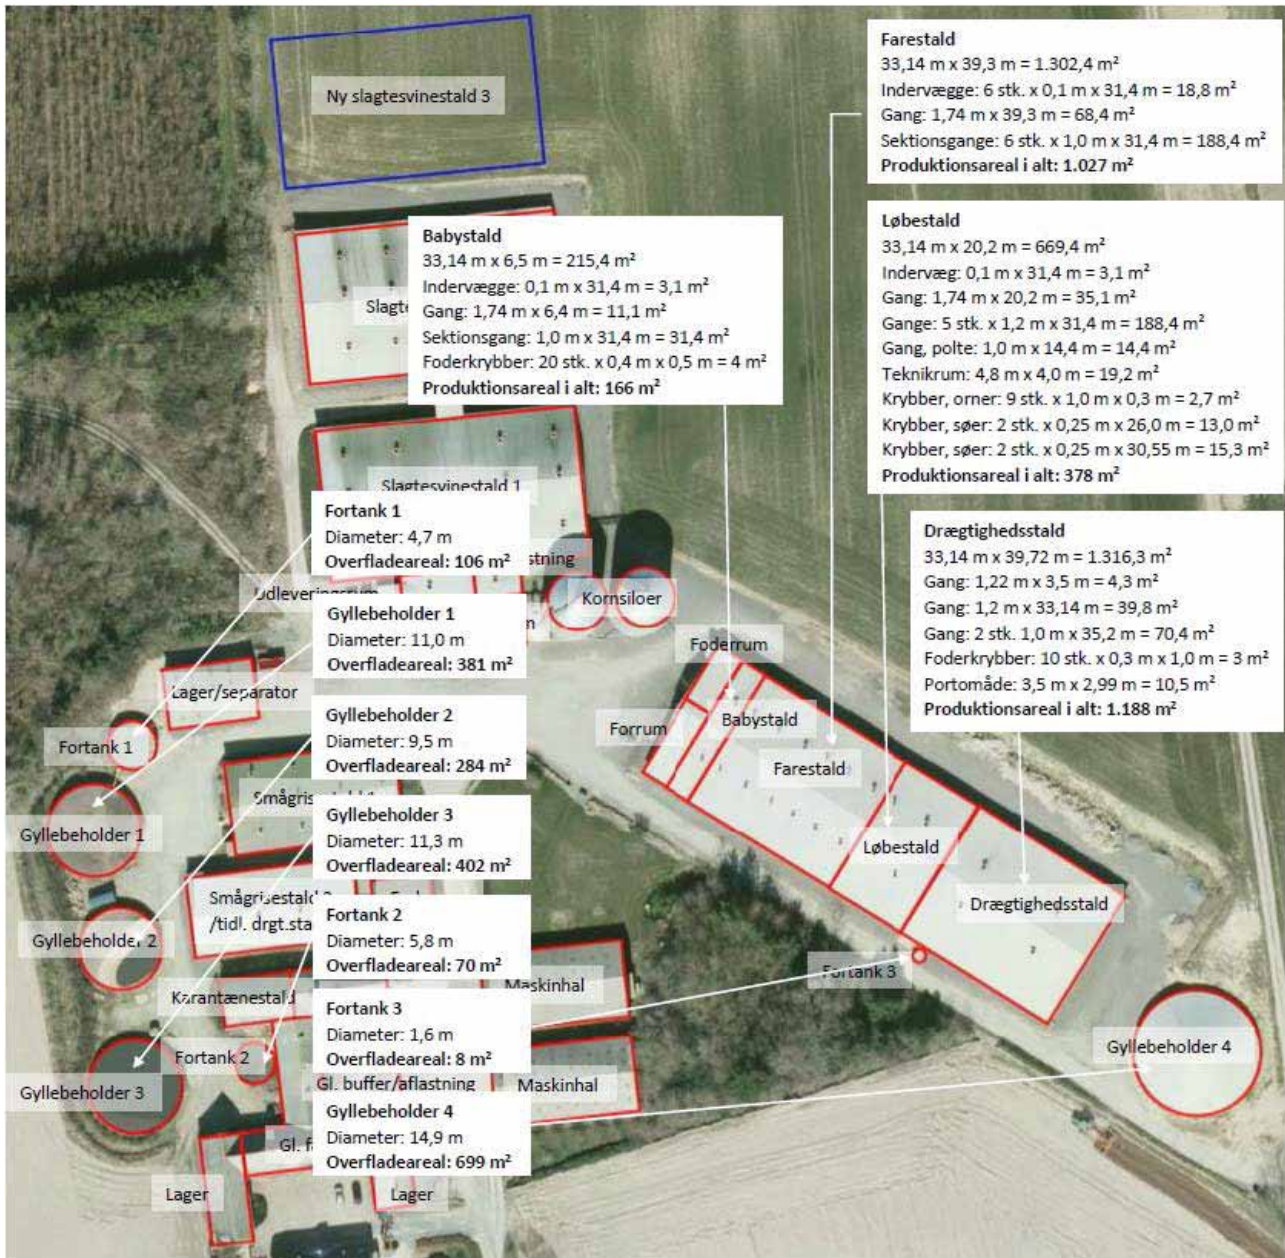 Ny slagtesvinestald 3
Farestald
33,14 m x 39,3 m = 1.302,4 m²
Indervægge: 6 stk. x 0,1 m x 31,4 m = 18,8 m²
Gang: 1,74 m x 39,3 m = 68,4 m²
Sektionsgange: 6 stk. x 1,0 m x 31,4 m = 188,4 m²
Produktionsareal i alt: 1.027 m²
Løbestald
33,14 m x 20,2 m = 669,4 m²
Indervæg: 0,1 m x 31,4 m = 3,1 m²
Gang: 1,74 m x 20,2 m = 35,1 m²
Gange: 5 stk. x 1,2 m x 31,4 m = 188,4 m²
Gang, polte: 1,0 m x 14,4 m = 14,4 m²
Teknikrum: 4,8 m x 4,0 m = 19,2 m²
Krybber, orner: 9 stk. x 1,0 m x 0,3 m = 2,7 m²
Krybber, søer: 2 stk. x 0,25 m x 26,0 m = 13,0 m²
Krybber, søer: 2 stk. x 0,25 m x 30,55 m = 15,3 m²
Produktionsareal i alt: 378 m²
Babystald
33,14 m x 6,5 m = 215,4 m²
Indervægge: 0,1 m x 31,4 m = 3,1 m²
Gang: 1,74 m x 6,4 m = 11,1 m²
Sektionsgang: 1,0 m x 31,4 m = 31,4 m²
Foderkrybber: 20 stk. x 0,4 m x 0,5 m = 4 m²
Produktionsareal i alt: 166 m²
Drægtighedsstald
33,14 m x 39,72 m = 1.316,3 m²
Gang: 1,22 m x 3,5 m = 4,3 m²
Gang: 1,2 m x 33,14 m = 39,8 m²
Gang: 2 stk. 1,0 m x 35,2 m = 70,4 m²
Foderkrybber: 10 stk. x 0,3 m x 1,0 m = 3 m²
Portomåde: 3,5 m x 2,99 m = 10,5 m²
Produktionsareal i alt: 1.188 m²
Slagtesvinestald 1
Fortank 1
Diameter: 4,7 m
Overfladeareal: 106 m²
Udleveringsrum
Kornsiloer
Gyllebeholder 1
Diameter: 11,0 m
Overfladeareal: 381 m²
Gyllebeholder 2
Diameter: 9,5 m
Overfladeareal: 284 m²
Gyllebeholder 3
Diameter: 11,3 m
Overfladeareal: 402 m²
Fortank 2
Diameter: 5,8 m
Overfladeareal: 70 m²
Fortank 3
Diameter: 1,6 m
Overfladeareal: 8 m²
Gyllebeholder 4
Diameter: 14,9 m
Overfladeareal: 699 m²
Foderrum
Forrum
Babystald
Farestald
Løbestald
Drægtighedsstald
Fortank 3
Gyllebeholder 4
Lager/separator
Fortank 1
Gyllebeholder 1
Smågrisestald
/tidl. drgt.sta
Gyllebeholder 2
Karantænestald
Maskinhal
Fortank 2
Gyllebeholder 3
Gl. buffer/aflastning
Maskinhal
Lager
Lager